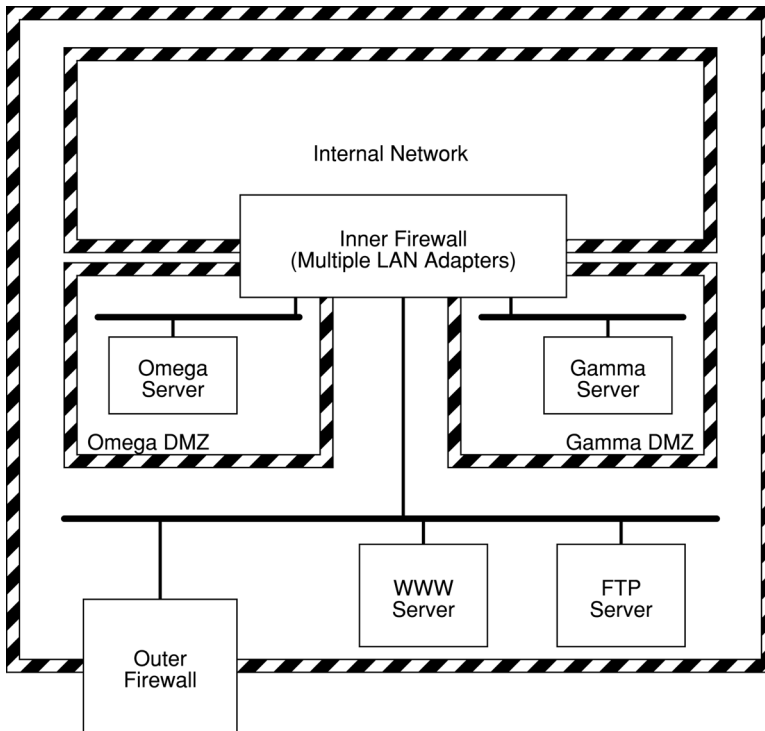 Internal Network
Inner Firewall
(Multiple LAN Adapters)
Omega
Server
Omega DMZ
Gamma
Server
Gamma DMZ
WWW
Server
FTP
Server
Outer
Firewall